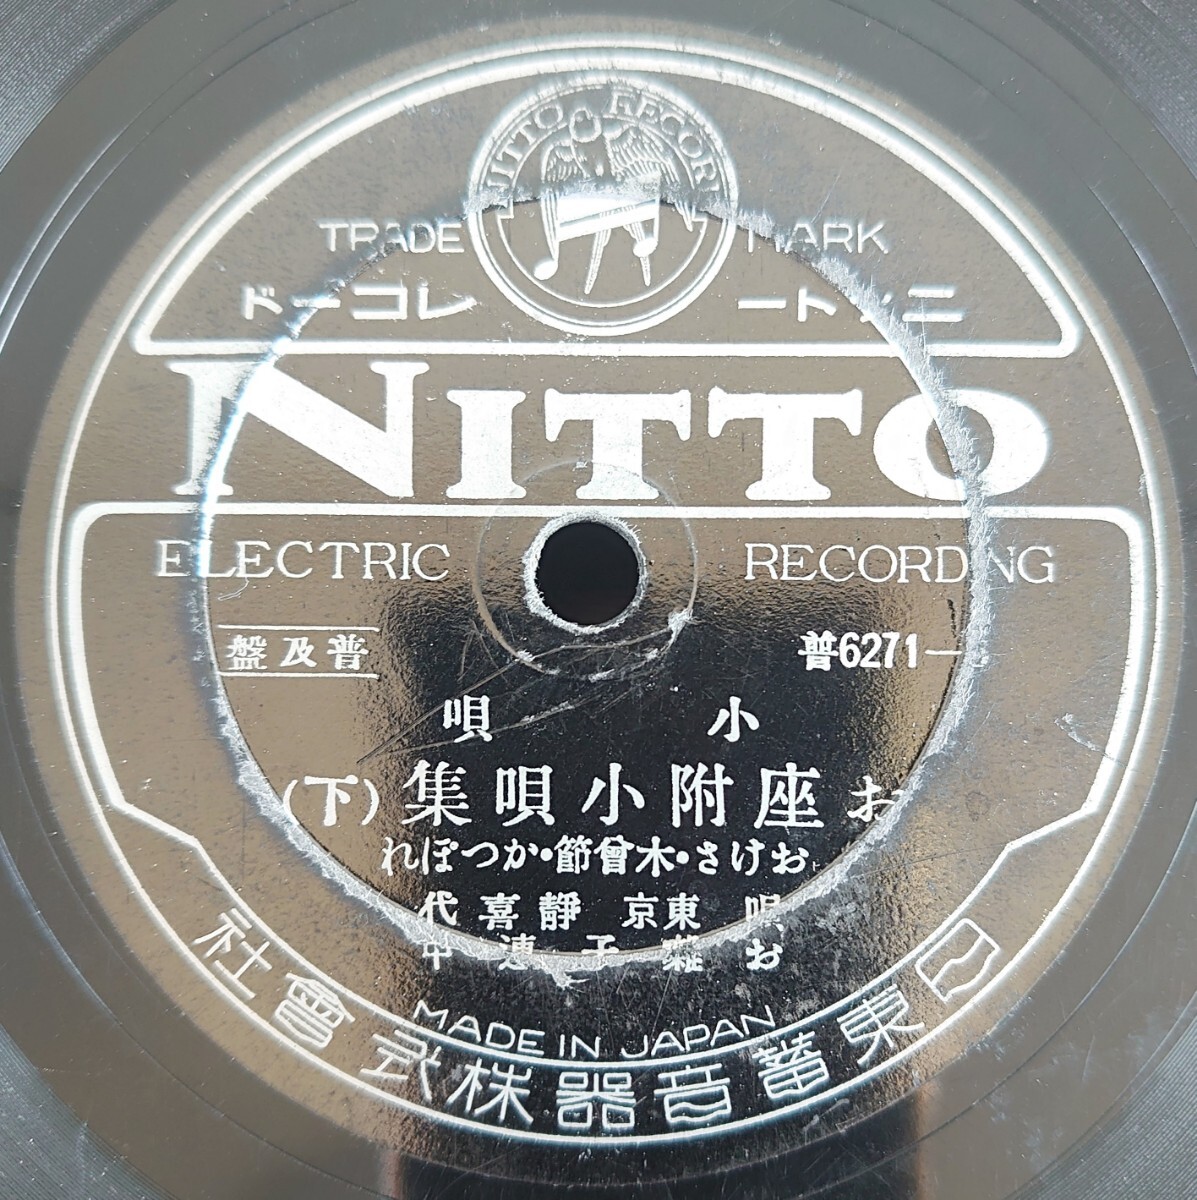 NITTO RECORD
TRADE MARK
ニットーレコード
NITTO
ELECTRIC RECORDING
普及盤
普6271—
小唄
お座附小唄集(下)
おけさ・木曾節・かつぽれ
唄、東京 靜喜代
お囃子連中
MADE IN JAPAN
日東蓄音器株式會社